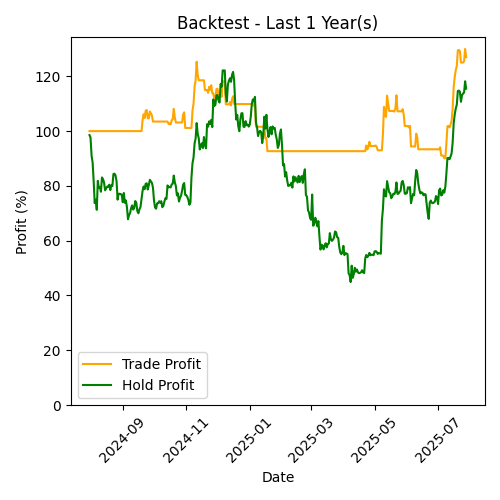 Backtest - Last 1 Year(s)
Profit (%)
120
100
80
60
40
20
0
Trade Profit
Hold Profit
2024-09
2024-11
2025-01
2025-03
2025-05
2025-07
Date